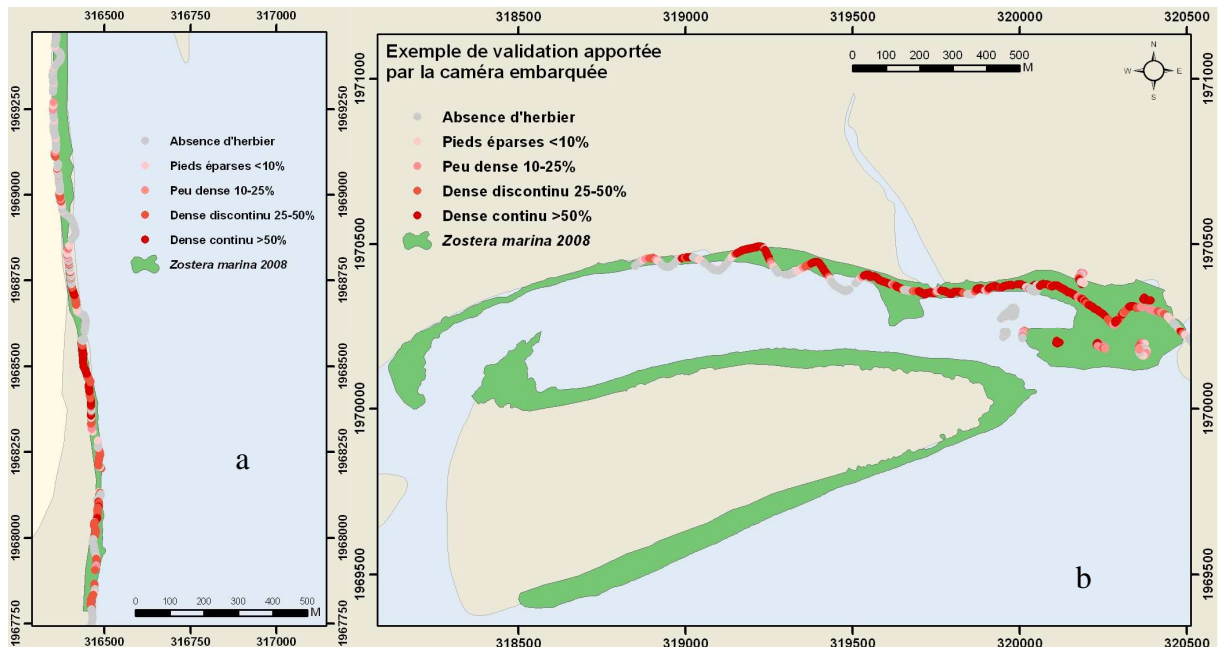 316500
316750
317000
1969250
1969000
1968750
1968500
1968250
1968000
1967750
Absence d'herbier
Pieds éparses <10%
Peu dense 10-25%
Dense discontinu 25-50%
Dense continu >50%
Zostera marina 2008
a
0 100 200 300 400 500
M
316500
316750
317000
318500
319000
319500
320000
320500
Exemple de validation apportée
par la caméra embarquée
0 100 200 300 400 500
M
N
W
E
S
Absence d'herbier
Pieds éparses <10%
Peu dense 10-25%
Dense discontinu 25-50%
Dense continu >50%
Zostera marina 2008
1971000
1970500
1970000
1969500
1971000
1970500
1970000
1969500
b
318500
319000
319500
320000
320500